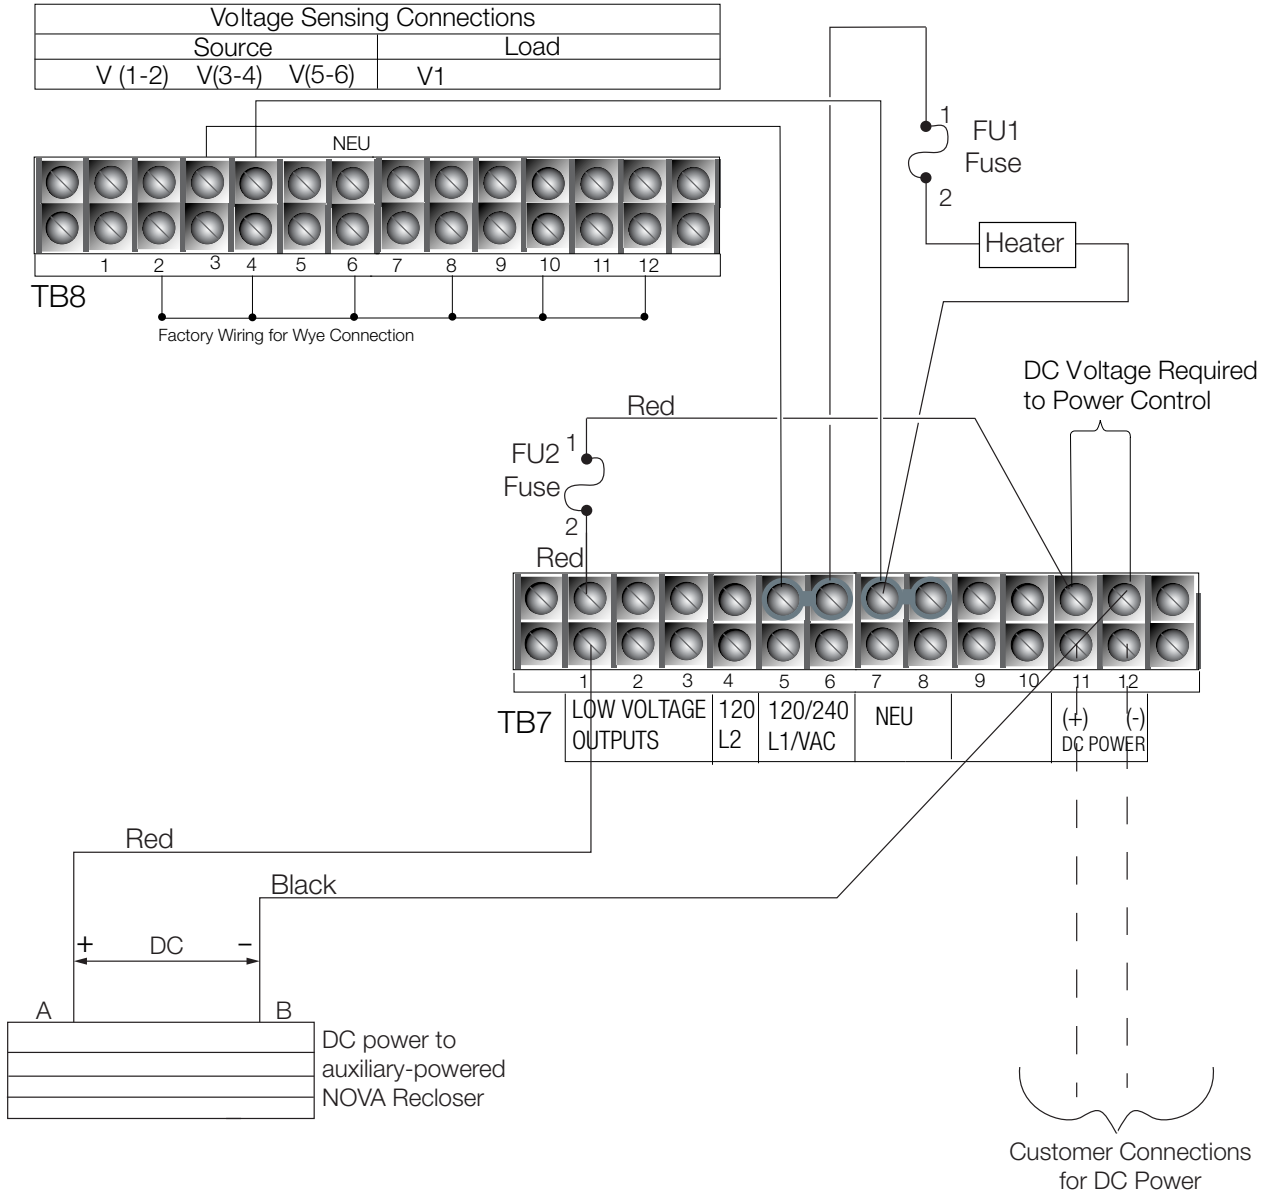 Voltage Sensing Connections
Source Load
V (1-2) V(3-4) V(5-6) V1
NEU
1 2 3 4 5 6 7 8 9 10 11 12
TB8
Factory Wiring for Wye Connection
1
FU1
Fuse
2
Heater
DC Voltage Required
to Power Control
Red
1
FU2
Fuse
2
Red
1 2 3 4 5 6 7 8 9 10 11 12
TB7
LOW VOLTAGE
OUTPUTS
120
L2
120/240
L1/VAC
NEU
(+) (-)
DC POWER
Red
Black
+ DC −
A B
DC power to
auxiliary-powered
NOVA Recloser
Customer Connections
for DC Power